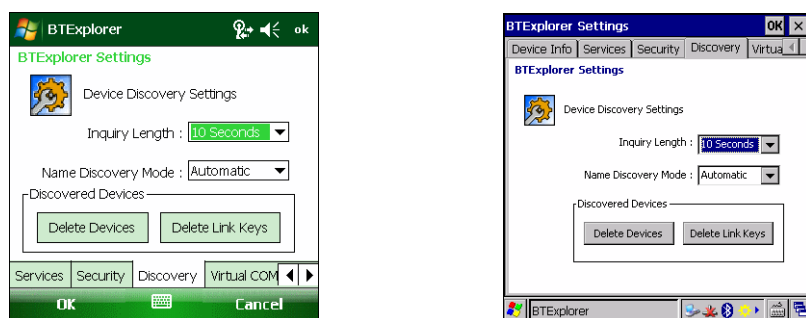 BTExplorer ok
BTExplorer Settings
Device Discovery Settings
Inquiry Length : 10 Seconds
Name Discovery Mode : Automatic
Discovered Devices
Delete Devices Delete Link Keys
Services Security Discovery Virtual COM
OK Cancel
BTExplorer Settings OK
Device Info Services Security Discovery Virtua
BTExplorer Settings
Device Discovery Settings
Inquiry Length : 10 Seconds
Name Discovery Mode : Automatic
Discovered Devices
Delete Devices Delete Link Keys
BTExplorer